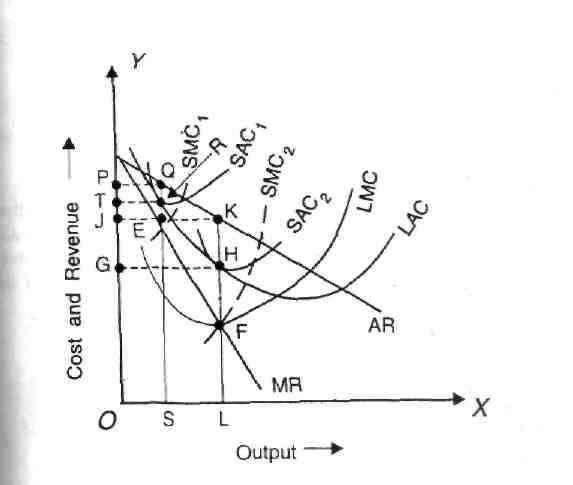 Y
SMC1
R
SAC1
SMC2
SAC2
LMC
LAC
P
Q
T
J
K
E
G
H
F
AR
MR
Cost and Revenue
O
S
L
X
Output